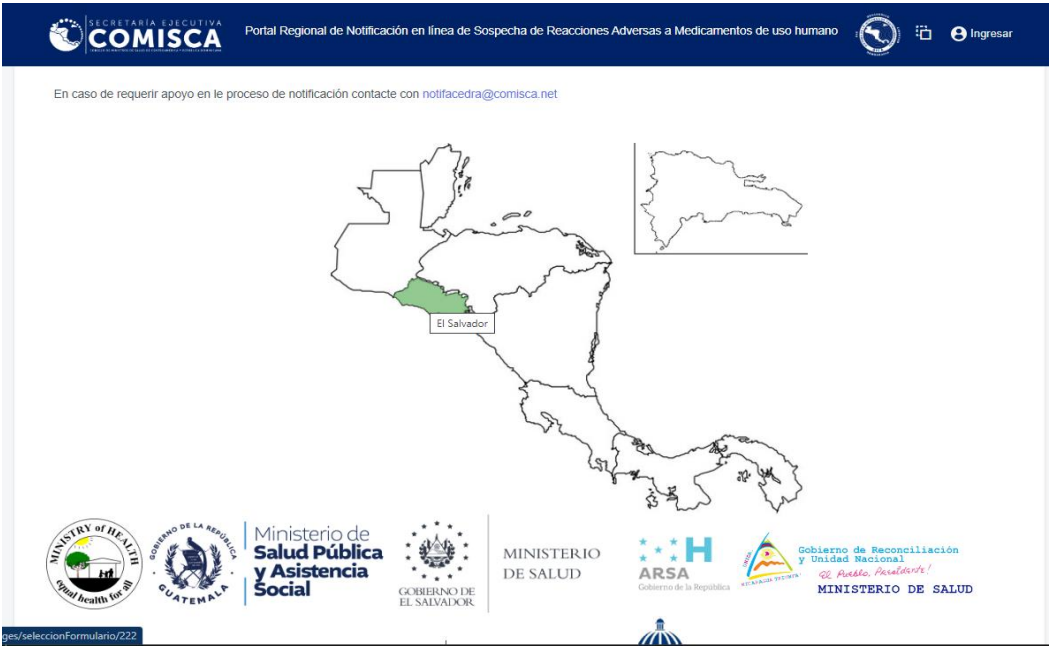 SECRETARÍA EJECUTIVA
COMISCA
Portal Regional de Notificación en línea de Sospecha de Reacciones Adversas a Medicamentos de uso humano
Ingresar
En caso de requerir apoyo en le proceso de notificación contacte con notifacedra@comisca.net
El Salvador
MINISTRY of HEALTH
equal health for all
GOBIERNO DE LA REPÚBLICA
GUATEMALA
Ministerio de
Salud Pública
y Asistencia
Social
GOBIERNO DE
EL SALVADOR
MINISTERIO
DE SALUD
ARSA
Gobierno de la República
Gobierno de Reconciliación
y Unidad Nacional
El Pueblo, Presidente!
MINISTERIO DE SALUD
ges/seleccionFormulario/222